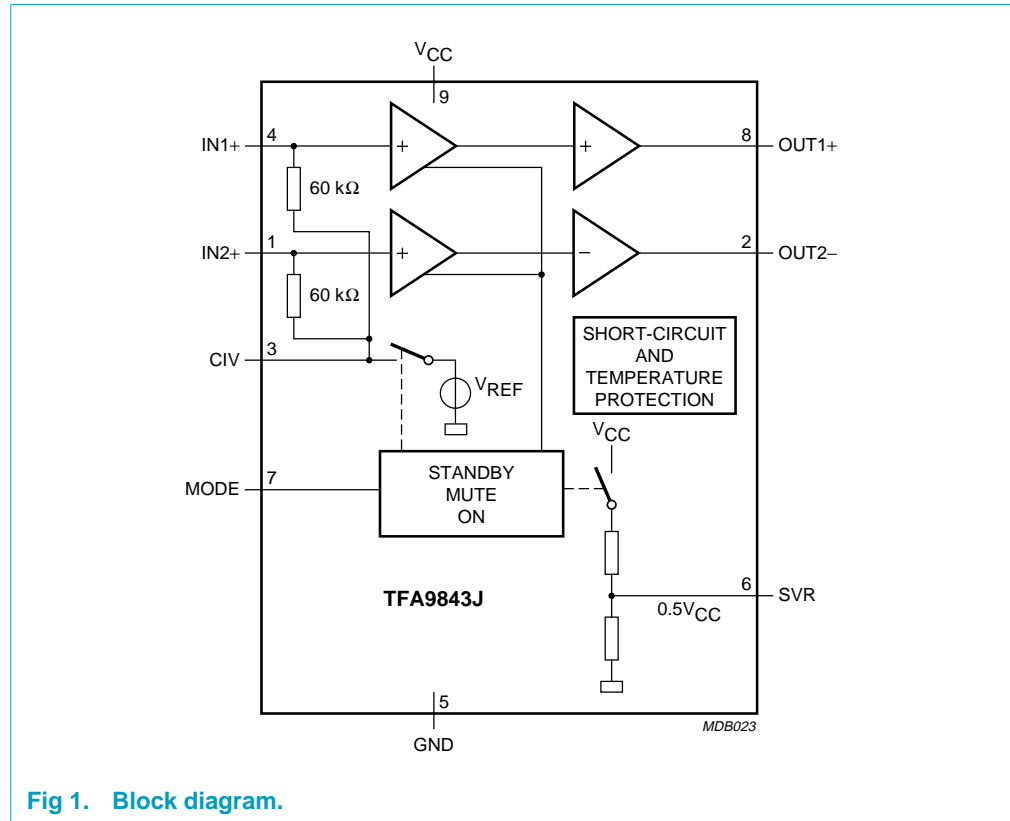 VCC
9
IN1+ 4
8 OUT1+
+
+
60 kΩ
IN2+ 1
2 OUT2−
+
−
60 kΩ
CIV 3
VREF
SHORT-CIRCUIT
AND
TEMPERATURE
PROTECTION
VCC
MODE 7
STANDBY
MUTE
ON
TFA9843J
6 SVR
0.5VCC
5
GND
MDB023
Fig 1. Block diagram.